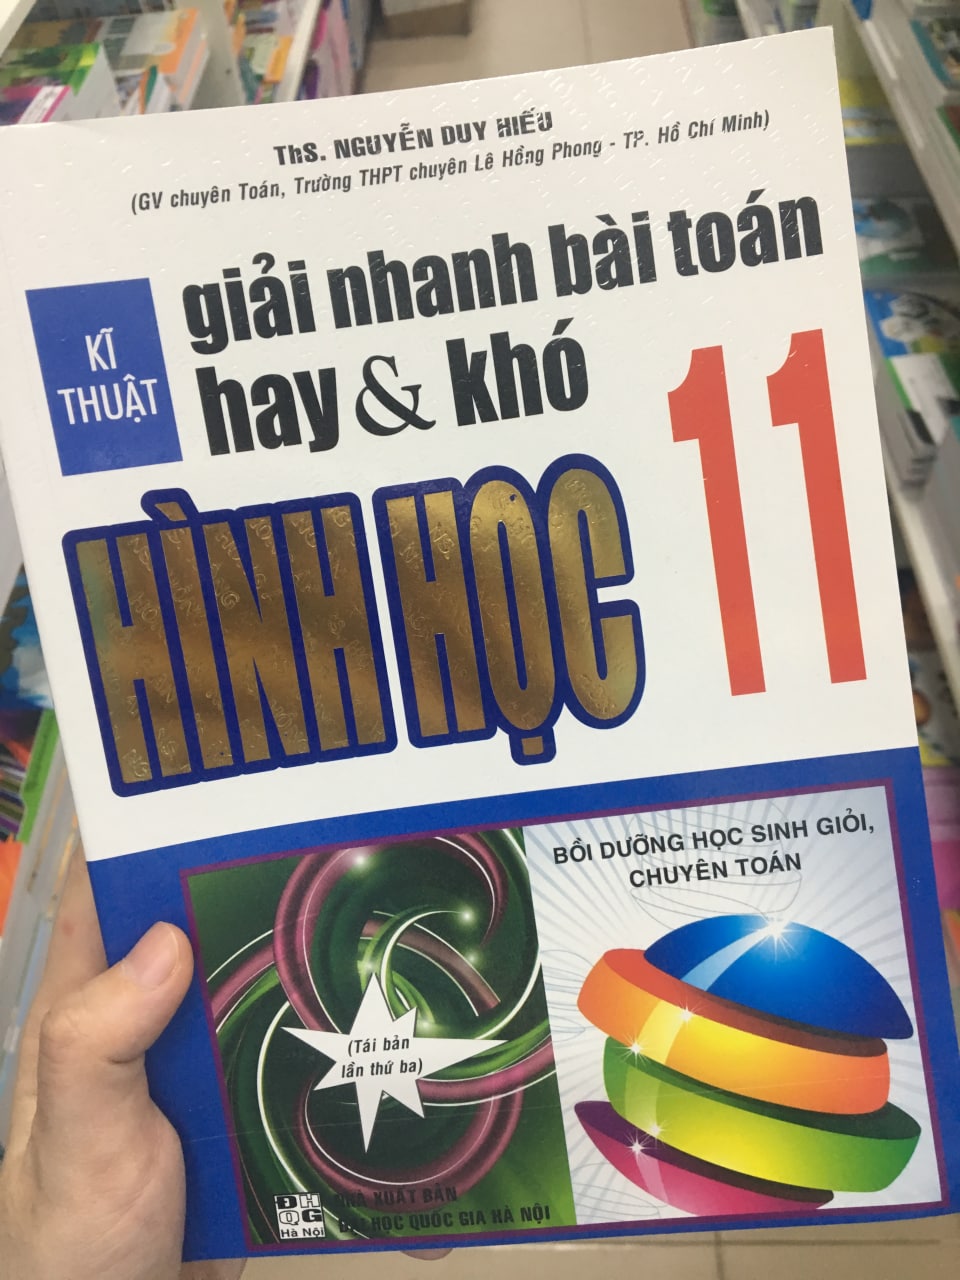 ThS. NGUYỄN DUY HIẾU
(GV chuyên Toán, Trường THPT chuyên Lê Hồng Phong - TP. Hồ Chí Minh)
KĨ
THUẬT
giải nhanh bài toán
hay & khó
11
HÌNH HỌC
BỒI DƯỠNG HỌC SINH GIỎI,
CHUYÊN TOÁN
(Tái bản
lần thứ ba)
ĐH
QG
Hà Nội
NHÀ XUẤT BẢN
ĐẠI HỌC QUỐC GIA HÀ NỘI